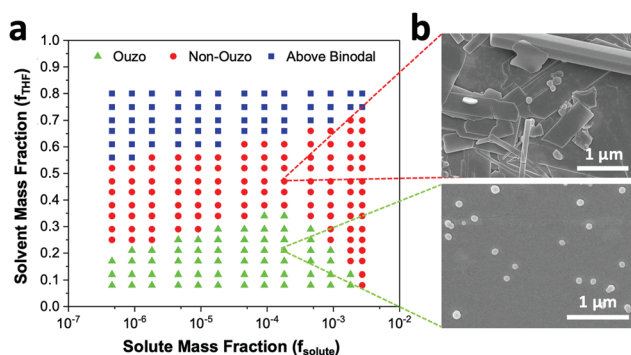 a
Ouzo Non-Ouzo Above Binodal
Solvent Mass Fraction (f_THF)
1.0
0.9
0.8
0.7
0.6
0.5
0.4
0.3
0.2
0.1
0.0
10⁻⁷ 10⁻⁶ 10⁻⁵ 10⁻⁴ 10⁻³ 10⁻²
Solute Mass Fraction (f_solute)
b
1 μm
1 μm